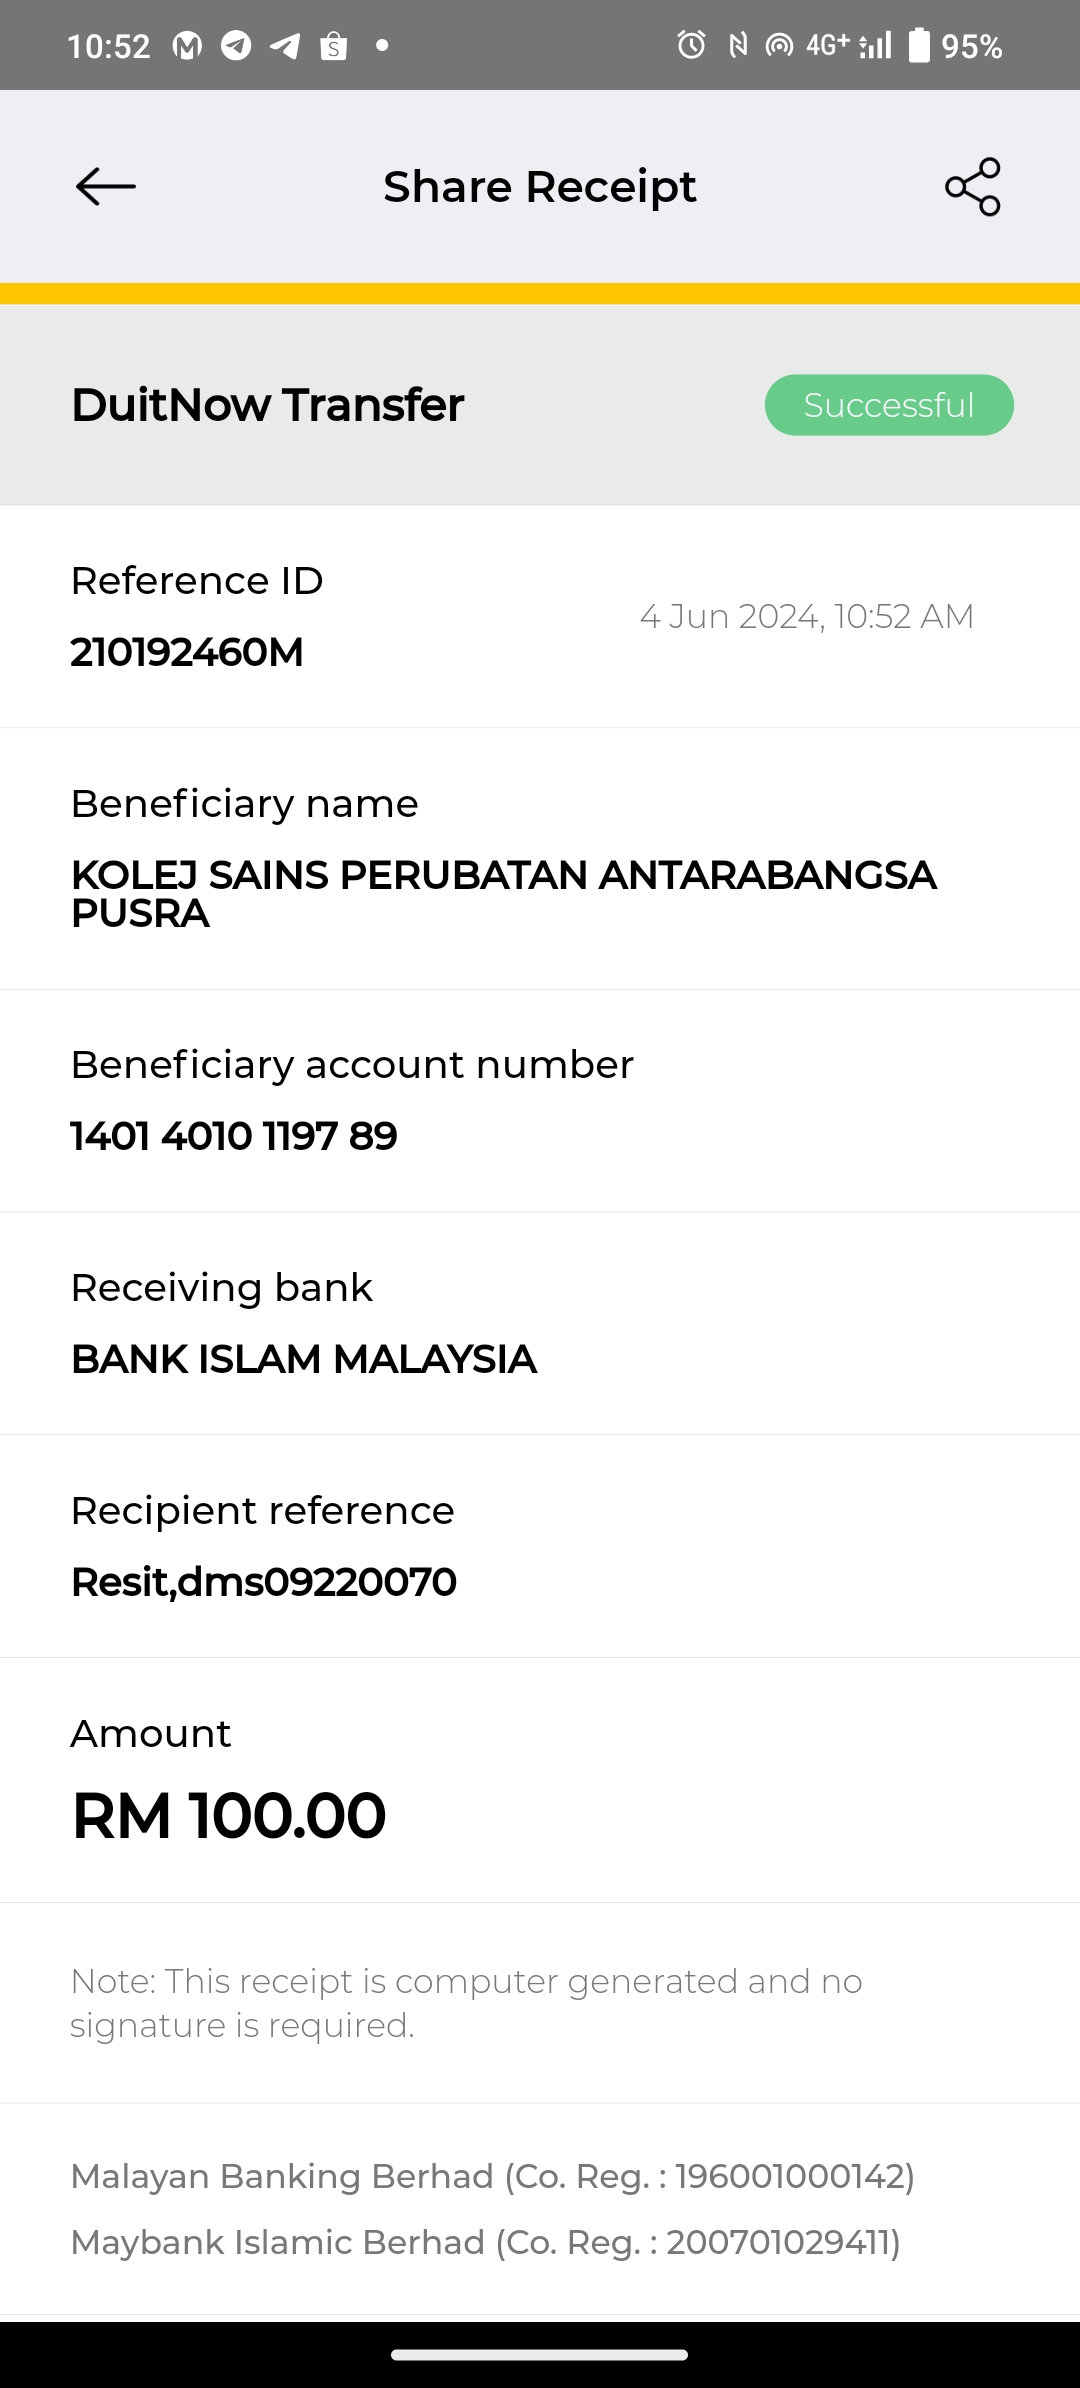 10:52 4G+ 95%
Share Receipt
DuitNow Transfer
Successful
Reference ID
210192460M
4 Jun 2024, 10:52 AM
Beneficiary name
KOLEJ SAINS PERUBATAN ANTARABANGSA
PUSRA
Beneficiary account number
1401 4010 1197 89
Receiving bank
BANK ISLAM MALAYSIA
Recipient reference
Resit,dms09220070
Amount
RM 100.00
Note: This receipt is computer generated and no
signature is required.
Malayan Banking Berhad (Co. Reg. : 196001000142)
Maybank Islamic Berhad (Co. Reg. : 200701029411)